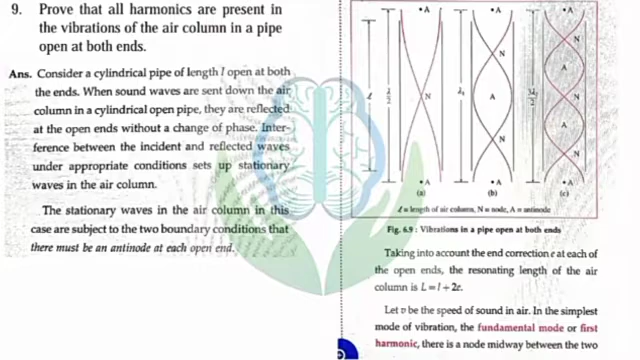 9. Prove that all harmonics are present in
the vibrations of the air column in a pipe
open at both ends.
Ans. Consider a cylindrical pipe of length l open at both
the ends. When sound waves are sent down the air
column in a cylindrical open pipe, they are reflected
at the open ends without a change of phase. Inter-
ference between the incident and reflected waves
under appropriate conditions sets up stationary
waves in the air column.
The stationary waves in the air column in this
case are subject to the two boundary conditions that
there must be an antinode at each open end.
A A A
N N
N
A A
l N N
A
N N
A A A
(a) (b) (c)
ℓ = length of air column, N = node, A = antinode
Fig. 6.9 : Vibrations in a pipe open at both ends
Taking into account the end correction e at each of
the open ends, the resonating length of the air
column is L = l + 2e.
Let v be the speed of sound in air. In the simplest
mode of vibration, the fundamental mode or first
harmonic, there is a node midway between the two